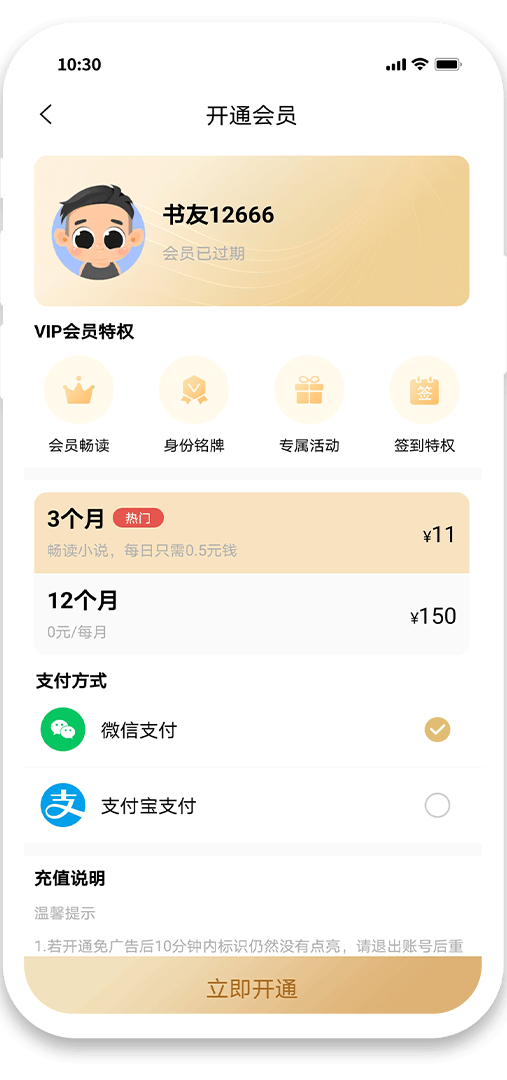 10:30
开通会员
书友12666
会员已过期
VIP会员特权
签
会员畅读 身份铭牌 专属活动 签到特权
3个月 热门
¥11
畅读小说，每日只需0.5元钱
12个月
¥150
0元/每月
支付方式
微信支付
支 支付宝支付
充值说明
温馨提示
1.若开通免广告后10分钟内标识仍然没有点亮，请退出账号后重
立即开通